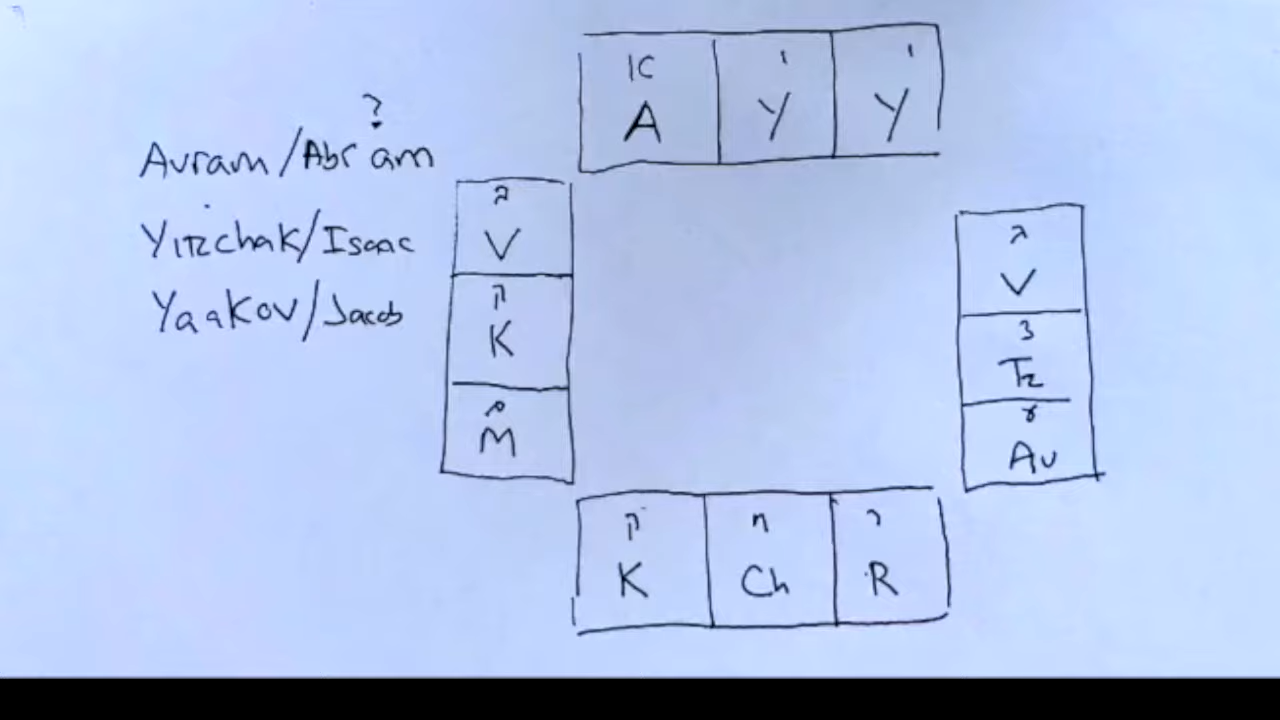 א י י
A Y Y
?
Avram/Abram
Yitzchak/Isaac
Yaakov/Jacob
ב
V
ק
K
מ
M
ב
V
צ
Tz
ע
Av
ק ח ר
K Ch R